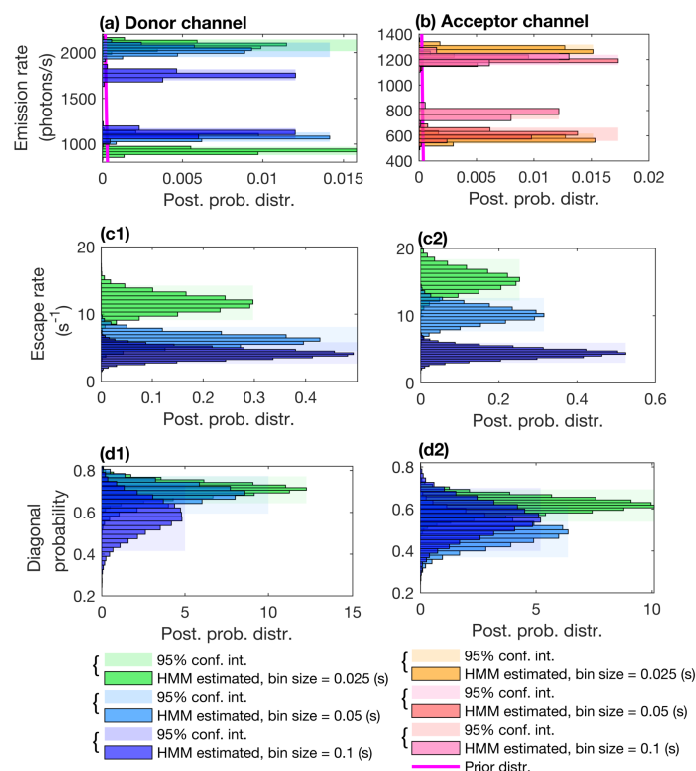 (a) Donor channel
(b) Acceptor channel
Emission rate
(photons/s)
2000
1600
1200
1000
1400
1200
1000
800
600
400
0
0.005
0.01
0.015
0
0.005
0.01
0.015
0.02
Post. prob. distr.
Post. prob. distr.
(c1)
(c2)
Escape rate
(s-1)
20
10
0
20
10
0
0
0.1
0.2
0.3
0.4
0
0.2
0.4
0.6
Post. prob. distr.
Post. prob. distr.
(d1)
(d2)
Diagonal
probability
0.8
0.6
0.4
0.2
0.8
0.6
0.4
0.2
0
5
10
15
0
5
10
Post. prob. distr.
Post. prob. distr.
{ 95% conf. int.
HMM estimated, bin size = 0.025 (s)
{ 95% conf. int.
HMM estimated, bin size = 0.05 (s)
{ 95% conf. int.
HMM estimated, bin size = 0.1 (s)
{ 95% conf. int.
HMM estimated, bin size = 0.025 (s)
{ 95% conf. int.
HMM estimated, bin size = 0.05 (s)
{ 95% conf. int.
HMM estimated, bin size = 0.1 (s)
Prior distr.